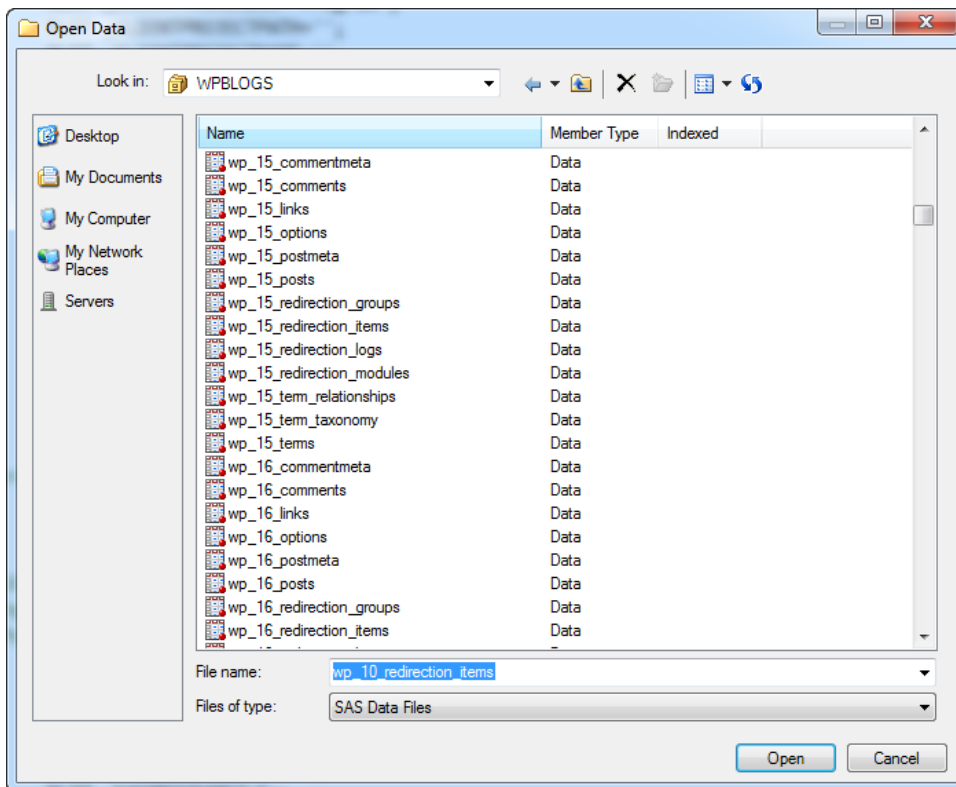 Open Data
Look in: WPBLOGS
Desktop
My Documents
My Computer
My Network
Places
Servers
Name Member Type Indexed
wp_15_commentmeta Data
wp_15_comments Data
wp_15_links Data
wp_15_options Data
wp_15_postmeta Data
wp_15_posts Data
wp_15_redirection_groups Data
wp_15_redirection_items Data
wp_15_redirection_logs Data
wp_15_redirection_modules Data
wp_15_term_relationships Data
wp_15_term_taxonomy Data
wp_15_terms Data
wp_16_commentmeta Data
wp_16_comments Data
wp_16_links Data
wp_16_options Data
wp_16_postmeta Data
wp_16_posts Data
wp_16_redirection_groups Data
wp_16_redirection_items Data
File name: wp_10_redirection_items
Files of type: SAS Data Files
Open Cancel